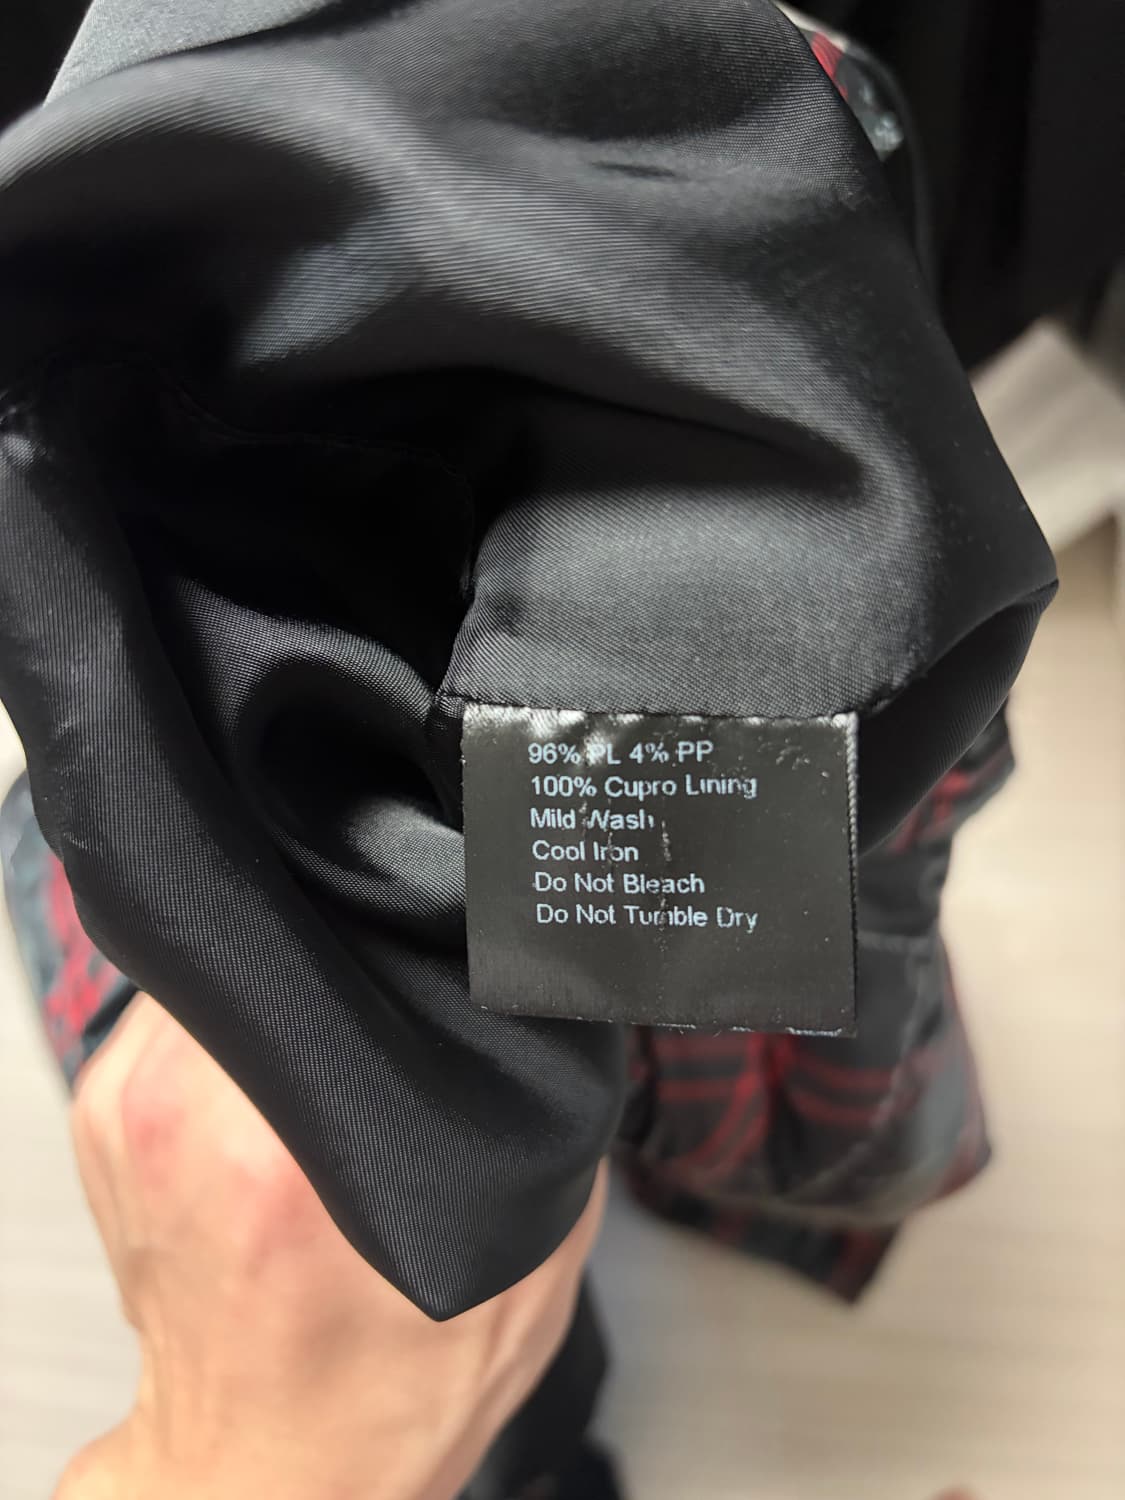 96% PL 4% PP
100% Cupro Lining
Mild Wash
Cool Iron
Do Not Bleach
Do Not Tumble Dry